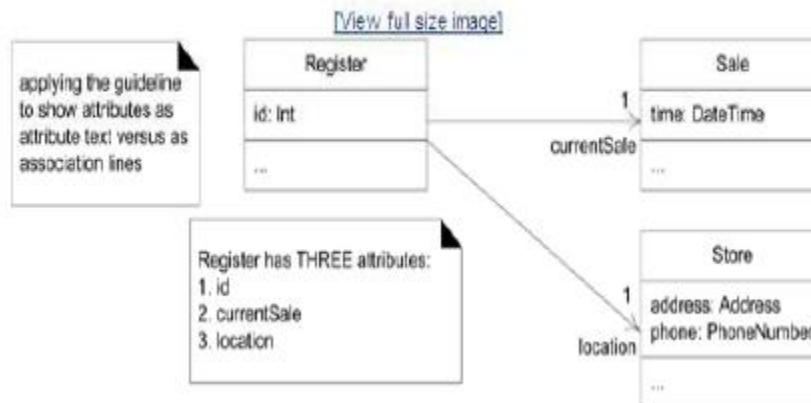 [View full size image]
applying the guideline
to show attributes as
attribute text versus as
association lines
Register
id: Int
...
1
currentSale
Sale
time: DateTime
...
Register has THREE attributes:
1. id
2. currentSale
3. location
1
location
Store
address: Address
phone: PhoneNumber
...